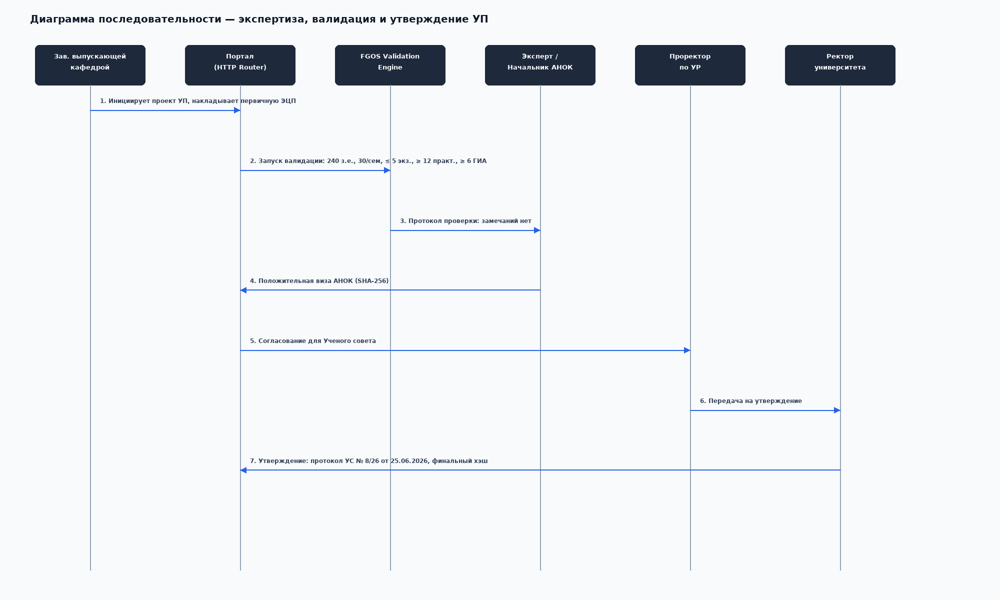 Диаграмма последовательности — экспертиза, валидация и утверждение УП
Зав. выпускающей
кафедрой
Портал
(HTTP Router)
FGOS Validation
Engine
Эксперт /
Начальник АНОК
Проректор
по УР
Ректор
университета
1. Инициирует проект УП, накладывает первичную ЭЦП
2. Запуск валидации: 240 з.е., 30/сем, ≤ 5 экз., ≥ 12 практ., ≥ 6 ГИА
3. Протокол проверки: замечаний нет
4. Положительная виза АНОК (SHA-256)
5. Согласование для Ученого совета
6. Передача на утверждение
7. Утверждение: протокол УС № 8/26 от 25.06.2026, финальный хэш